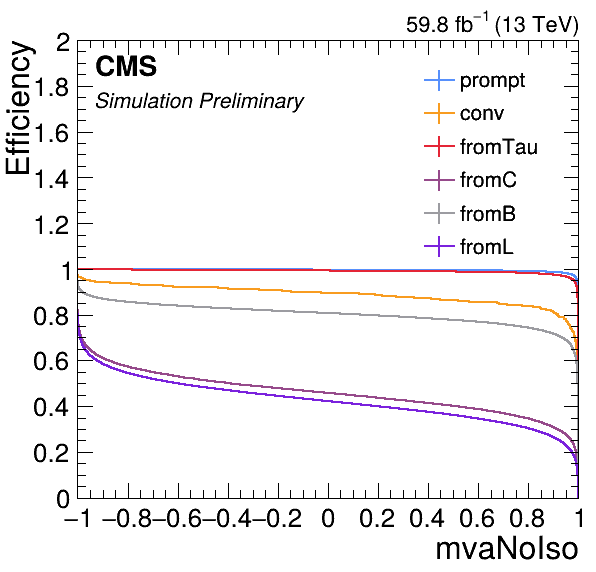 59.8 fb⁻¹ (13 TeV)
CMS
Simulation Preliminary
prompt
conv
fromTau
fromC
fromB
fromL
Efficiency
2
1.8
1.6
1.4
1.2
1
0.8
0.6
0.4
0.2
0
−1 −0.8 −0.6 −0.4 −0.2 0 0.2 0.4 0.6 0.8 1
mvaNoIso